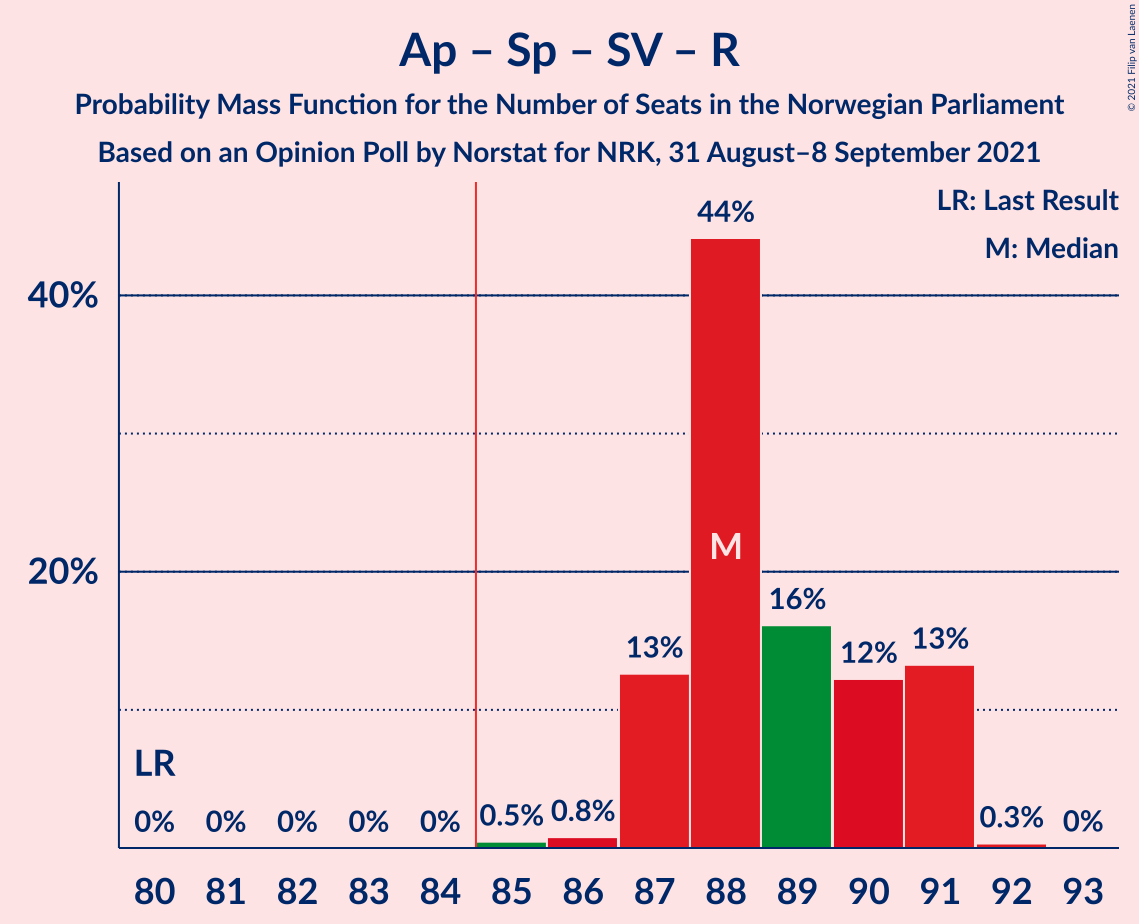 Ap – Sp – SV – R
Probability Mass Function for the Number of Seats in the Norwegian Parliament
Based on an Opinion Poll by Norstat for NRK, 31 August–8 September 2021
© 2021 Filip van Laenen
LR: Last Result
M: Median
44%
40%
M
20%
16%
13%
12%
13%
LR
0%
0%
0%
0%
0%
0.5%
0.8%
0.3%
0%
80 81 82 83 84 85 86 87 88 89 90 91 92 93